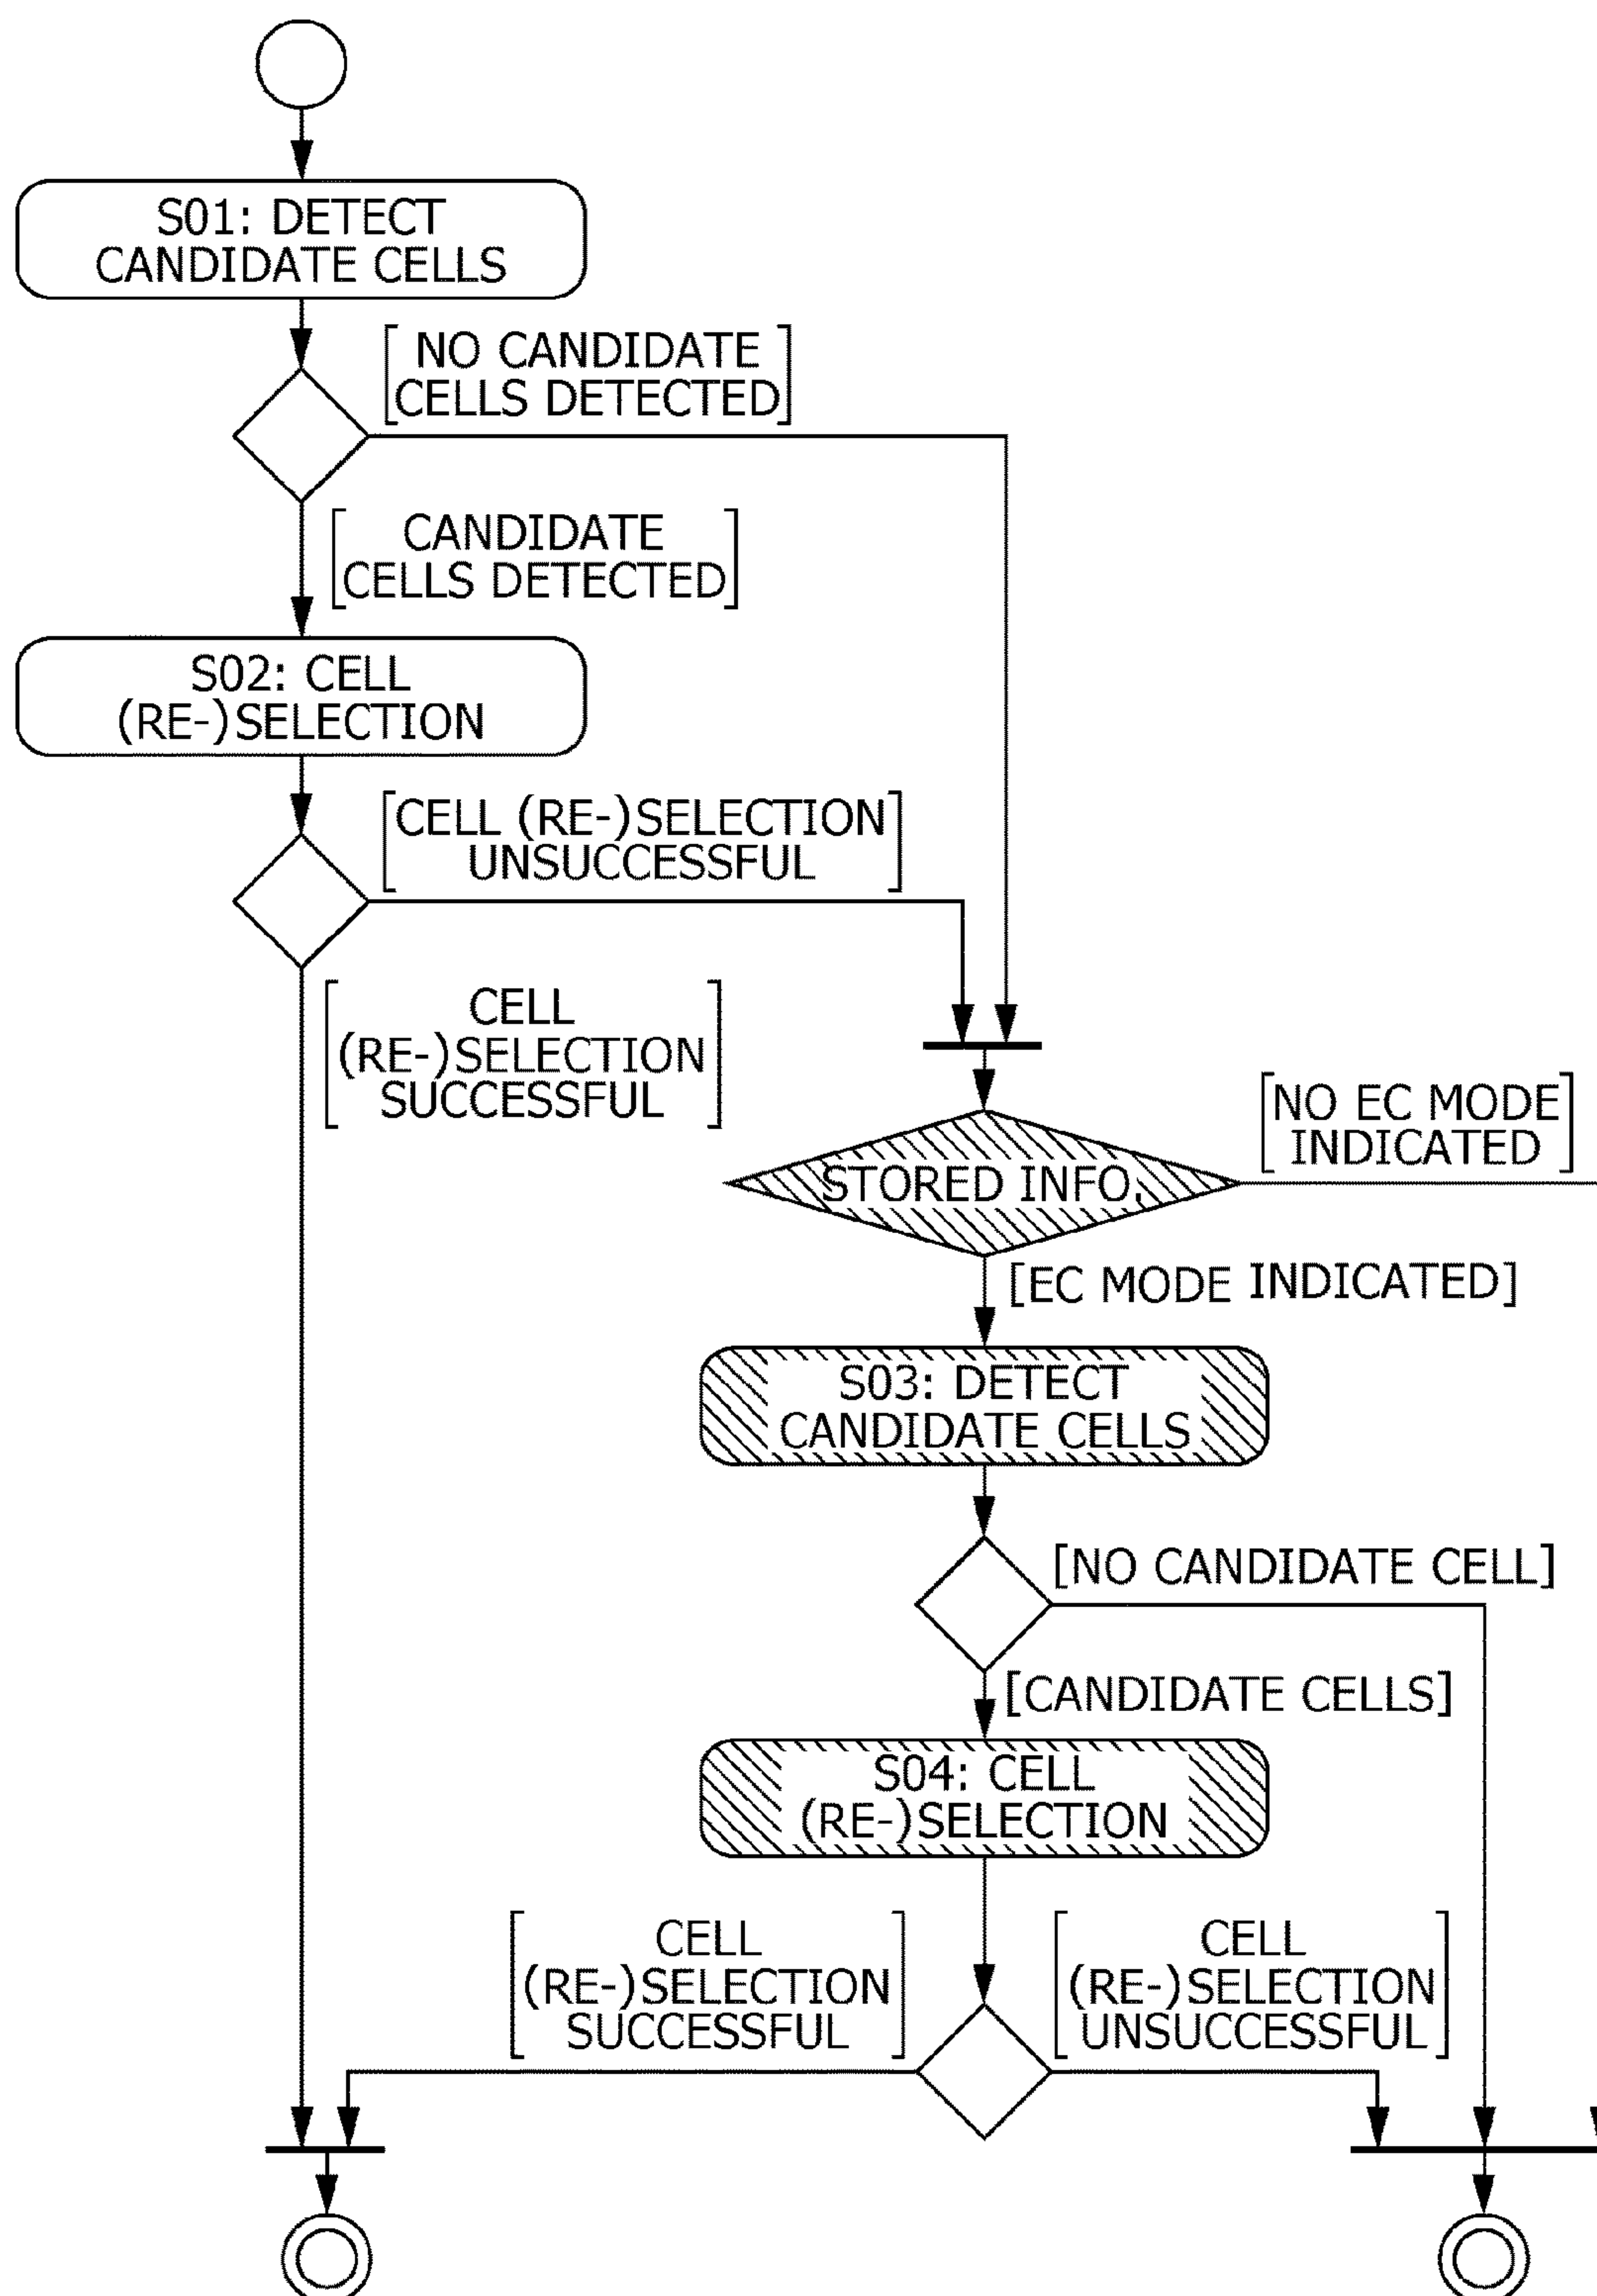 S01: DETECT
CANDIDATE CELLS
[NO CANDIDATE
CELLS DETECTED]
[CANDIDATE
CELLS DETECTED]
S02: CELL
(RE-)SELECTION
[CELL (RE-)SELECTION
UNSUCCESSFUL]
[CELL
(RE-)SELECTION
SUCCESSFUL]
[NO EC MODE
INDICATED]
STORED INFO.
[EC MODE INDICATED]
S03: DETECT
CANDIDATE CELLS
[NO CANDIDATE CELL]
[CANDIDATE CELLS]
S04: CELL
(RE-)SELECTION
[CELL
(RE-)SELECTION
SUCCESSFUL]
[CELL
(RE-)SELECTION
UNSUCCESSFUL]